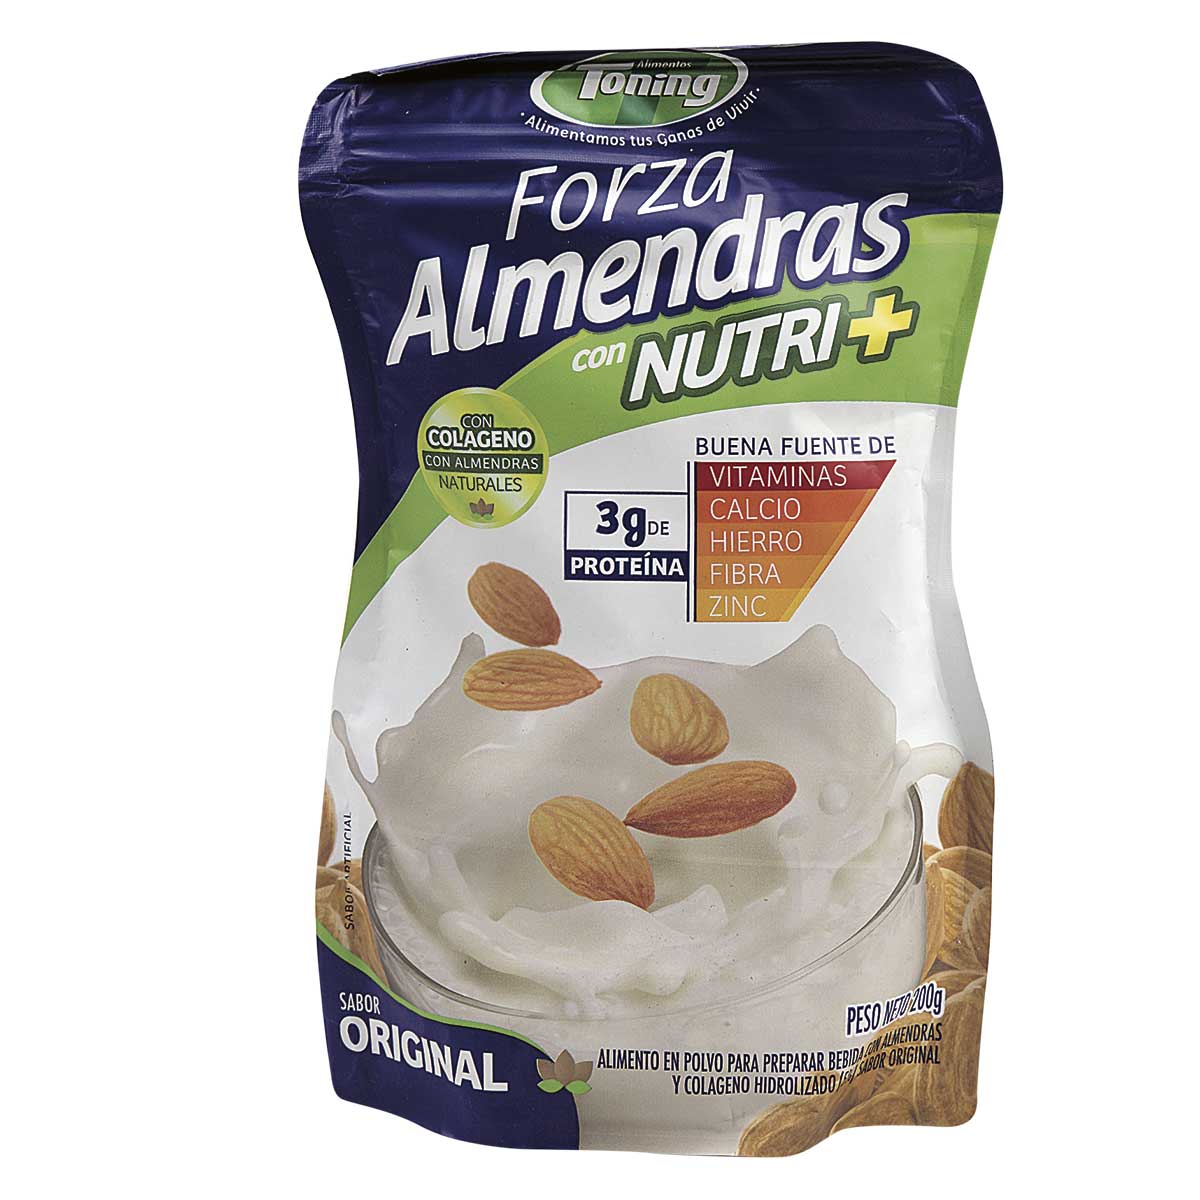 Alimentos
Toning
· Alimentamos tus Ganas de Vivir ·
Forza
Almendras
con NUTRI+
CON
COLAGENO
CON ALMENDRAS
NATURALES
BUENA FUENTE DE
VITAMINAS
CALCIO
HIERRO
FIBRA
ZINC
3g DE
PROTEÍNA
SABOR ARTIFICIAL
SABOR
ORIGINAL
PESO NETO 200g
ALIMENTO EN POLVO PARA PREPARAR BEBIDA CON ALMENDRAS
Y COLAGENO HIDROLIZADO SABOR ORIGINAL